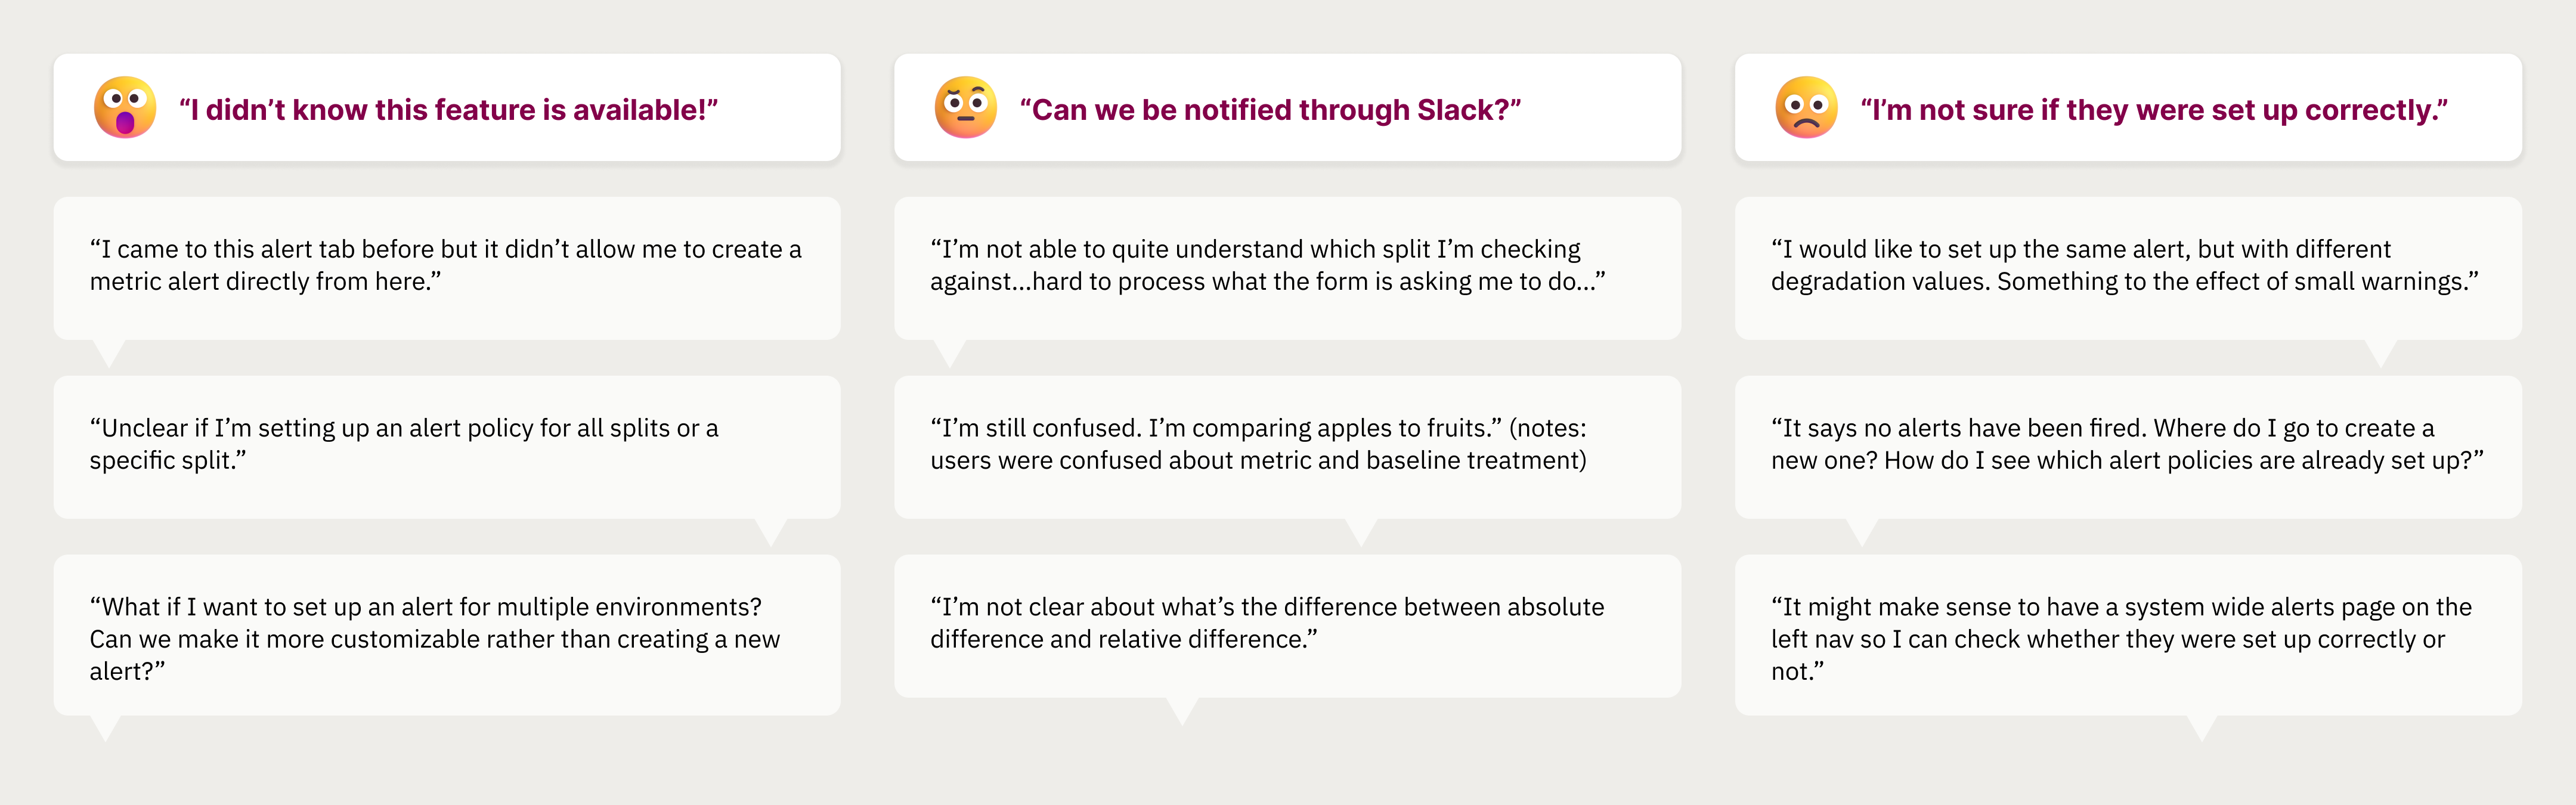 “I didn’t know this feature is available!”
“I came to this alert tab before but it didn’t allow me to create a
metric alert directly from here.”
“Unclear if I’m setting up an alert policy for all splits or a
specific split.”
“What if I want to set up an alert for multiple environments?
Can we make it more customizable rather than creating a new
alert?”
“Can we be notified through Slack?”
“I’m not able to quite understand which split I’m checking
against...hard to process what the form is asking me to do...”
“I’m still confused. I’m comparing apples to fruits.” (notes:
users were confused about metric and baseline treatment)
“I’m not clear about what’s the difference between absolute
difference and relative difference.”
“I’m not sure if they were set up correctly.”
“I would like to set up the same alert, but with different
degradation values. Something to the effect of small warnings.”
“It says no alerts have been fired. Where do I go to create a
new one? How do I see which alert policies are already set up?”
“It might make sense to have a system wide alerts page on the
left nav so I can check whether they were set up correctly or
not.”